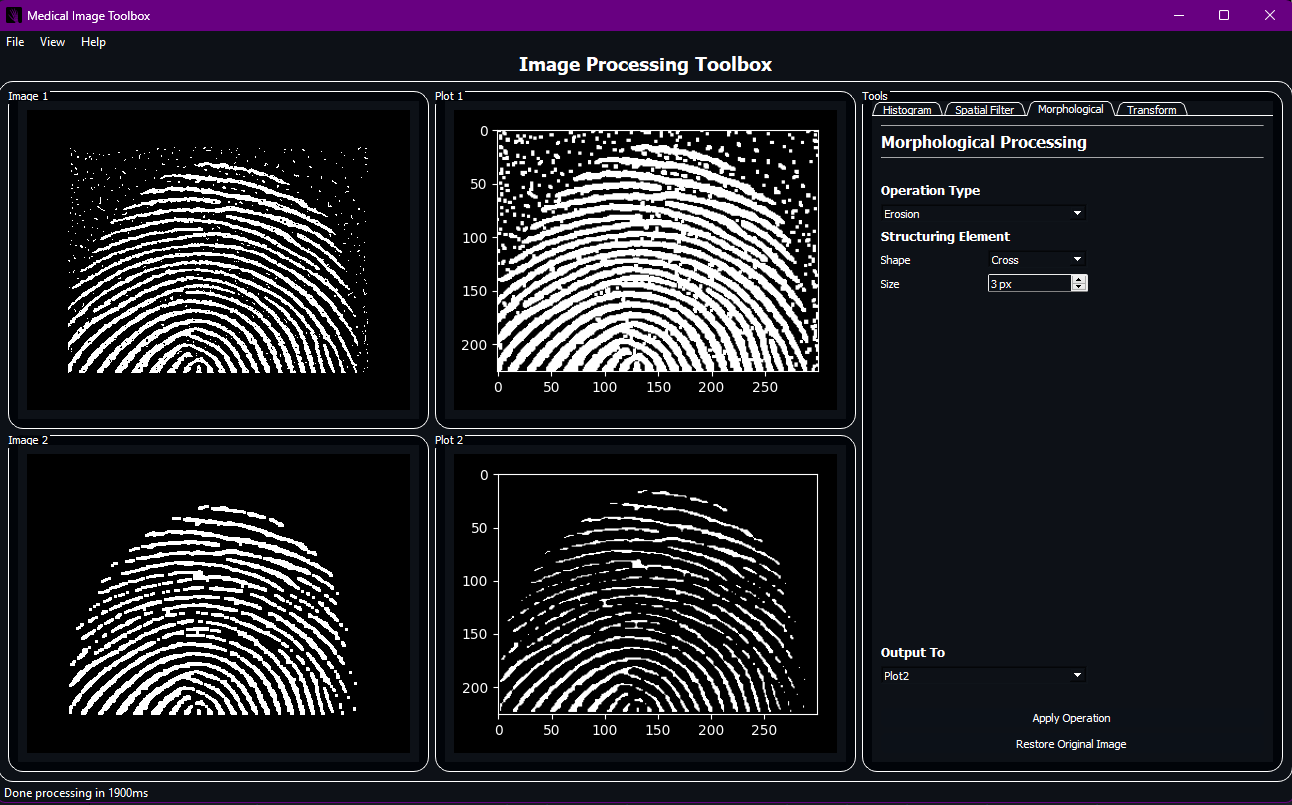 Medical Image Toolbox
File View Help
Image Processing Toolbox
Image 1
Plot 1
0
50
100
150
200
0 50 100 150 200 250
Image 2
Plot 2
0
50
100
150
200
0 50 100 150 200 250
Tools
Histogram Spatial Filter Morphological Transform
Morphological Processing
Operation Type
Erosion
Structuring Element
Shape Cross
Size 3 px
Output To
Plot2
Apply Operation
Restore Original Image
Done processing in 1900ms